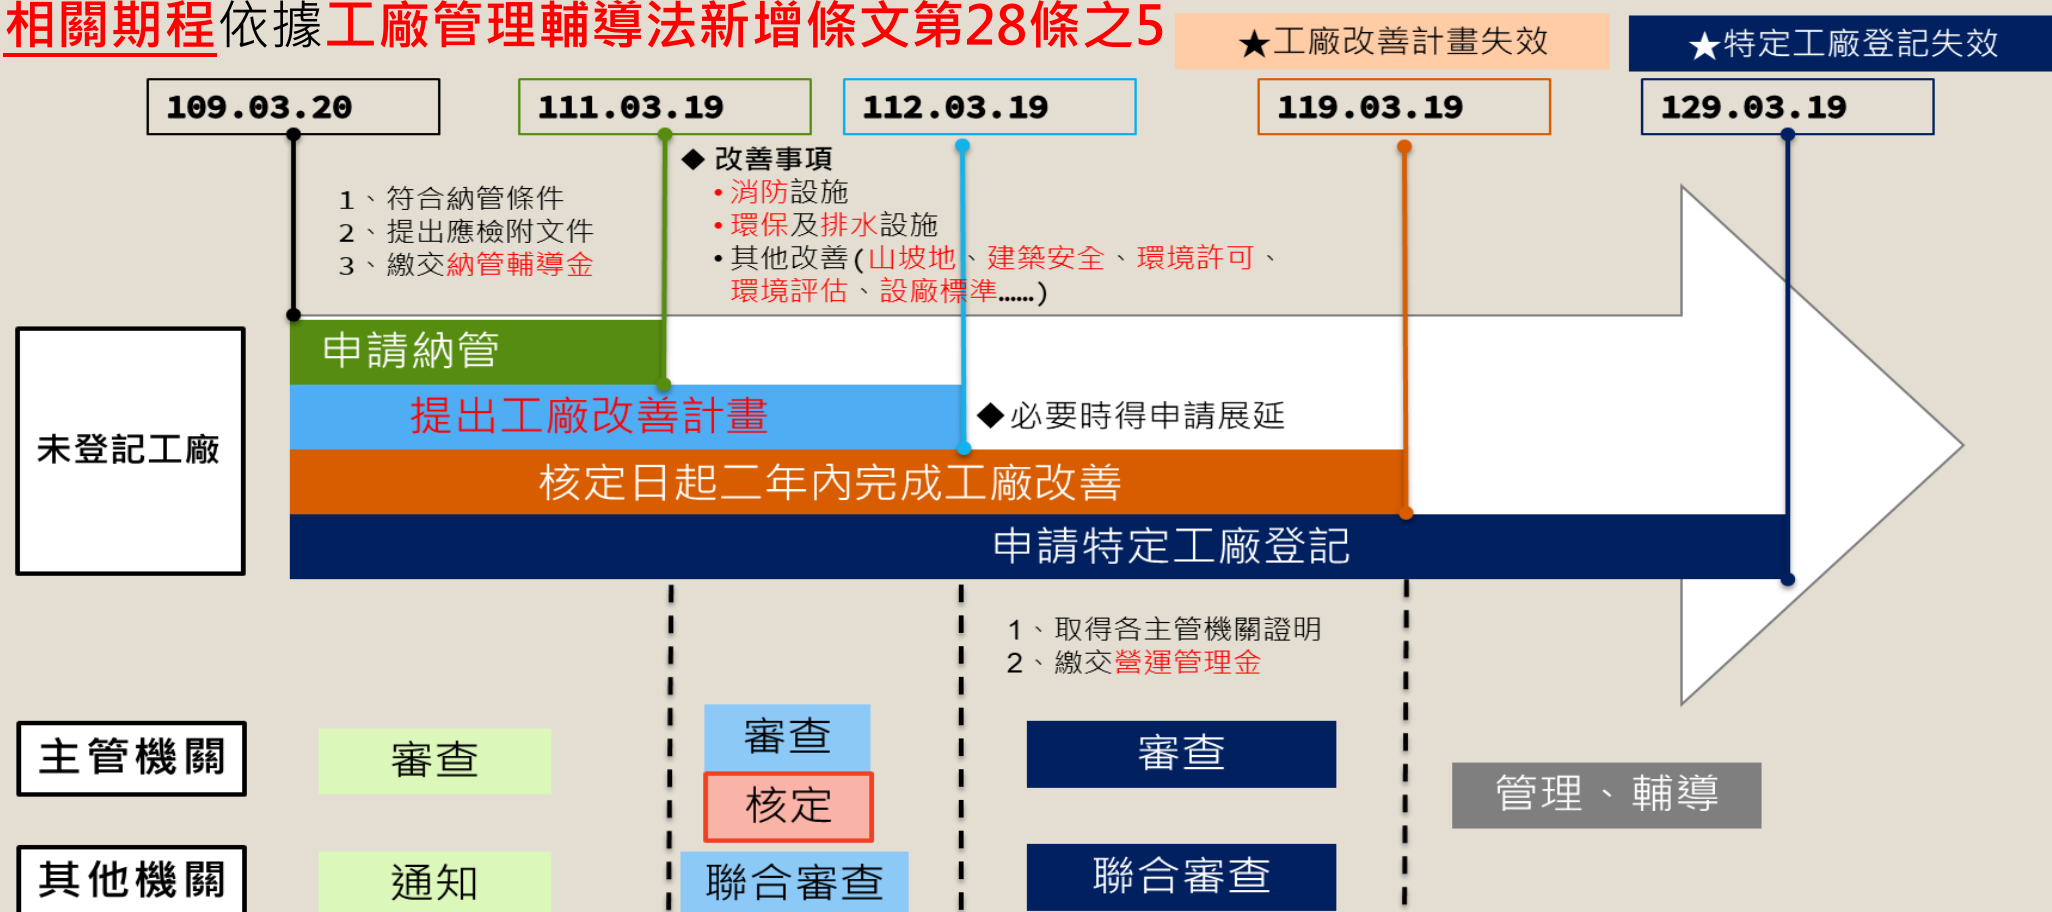 相關期程依據工廠管理輔導法新增條文第28條之5
★工廠改善計畫失效
★特定工廠登記失效
109.03.20
111.03.19
112.03.19
119.03.19
129.03.19
1、符合納管條件
2、提出應檢附文件
3、繳交納管輔導金
◆ 改善事項
•消防設施
•環保及排水設施
•其他改善(山坡地、建築安全、環境許可、
環境評估、設廠標準……)
未登記工廠
申請納管
提出工廠改善計畫
◆必要時得申請展延
核定日起二年內完成工廠改善
申請特定工廠登記
1、取得各主管機關證明
2、繳交營運管理金
主管機關
審查
審查
核定
審查
管理、輔導
其他機關
通知
聯合審查
聯合審查